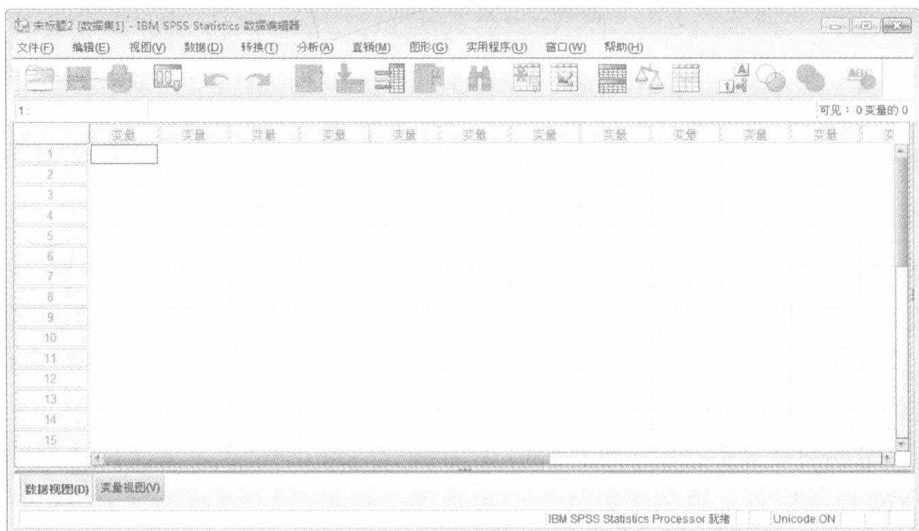 未标题2 [数据集1] - IBM SPSS Statistics 数据编辑器
文件(F) 编辑(E) 视图(V) 数据(D) 转换(T) 分析(A) 直销(M) 图形(G) 实用程序(U) 窗口(W) 帮助(H)
1 :
可见：0 变量的 0
变量 变量 变量 变量 变量 变量 变量 变量 变量 变量 变量 变
1
2
3
4
5
6
7
8
9
10
11
12
13
14
15
数据视图(D) 变量视图(V)
IBM SPSS Statistics Processor 就绪 Unicode:ON